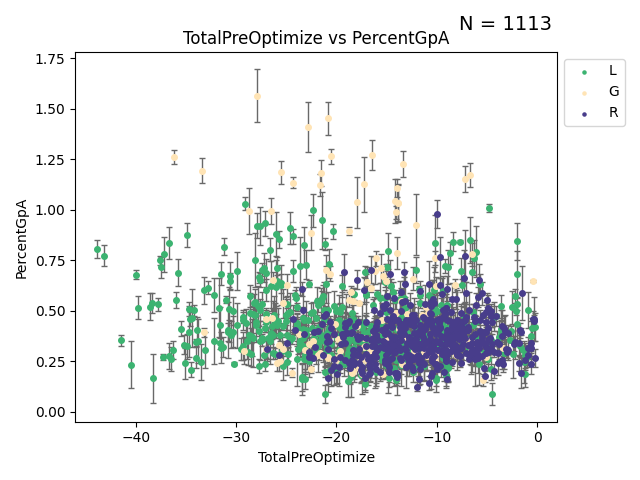 N = 1113
TotalPreOptimize vs PercentGpA
1.75
1.50
1.25
1.00
0.75
0.50
0.25
0.00
PercentGpA
−40
−30
−20
−10
0
TotalPreOptimize
L
G
R